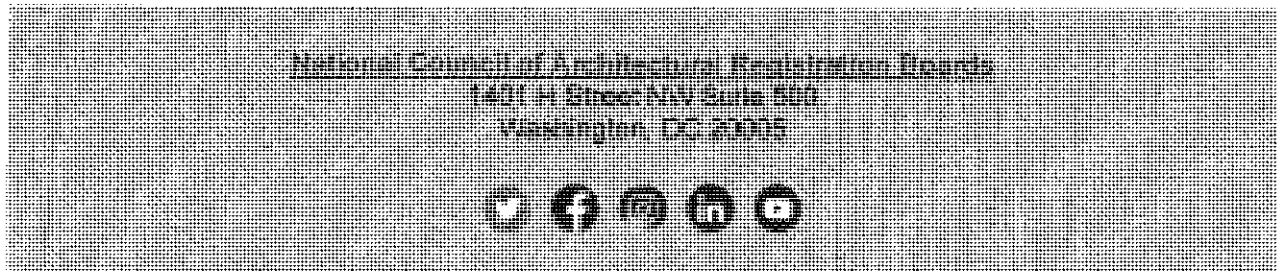 National Council of Architectural Registration Boards
1401 H Street NW Suite 500
Washington, DC 20005